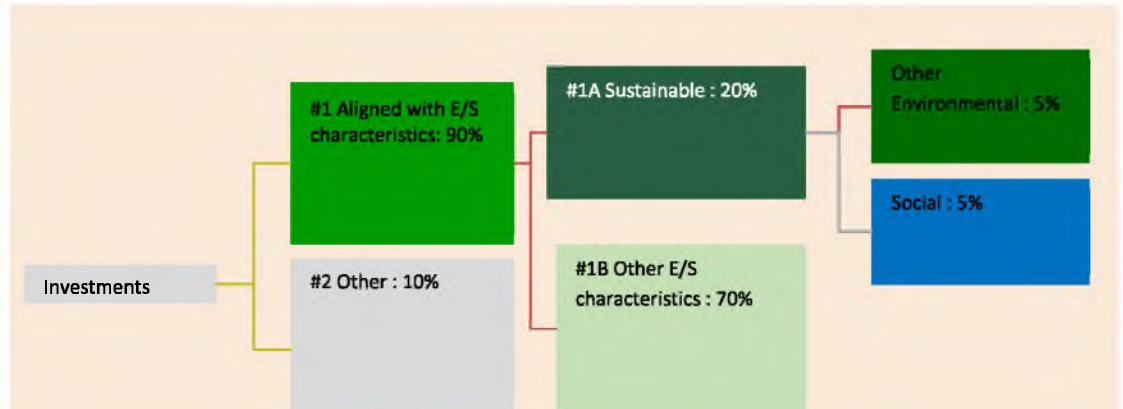 Investments
#1 Aligned with E/S
characteristics: 90%
#2 Other : 10%
#1A Sustainable : 20%
#1B Other E/S
characteristics : 70%
Other
Environmental : 5%
Social : 5%